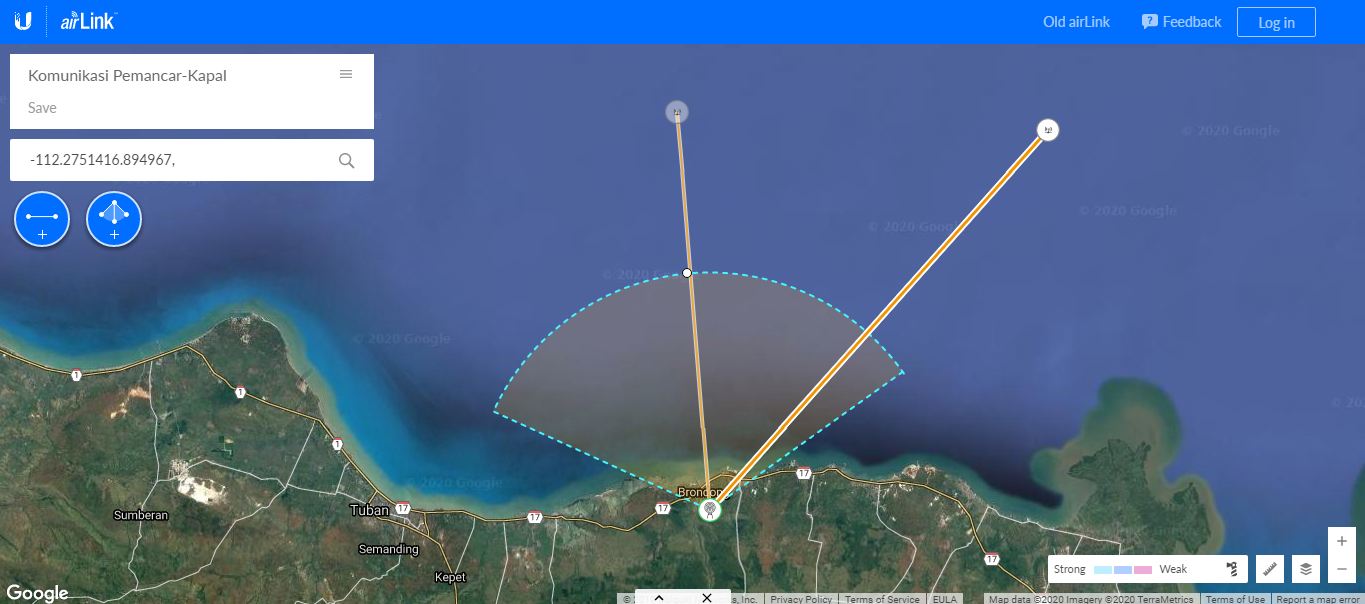 airLink
Old airLink
Feedback
Log in
Komunikasi Pemancar-Kapal
Save
-112.2751416.894967,
© 2020 Google
© 2020 Google
© 2020 Google
© 2020
© 2020 Google
© 2020 Google
1
1
1
17
17
17
17
17
Brondon
Sumberan
Tuban
Semanding
Kepet
Strong
Weak
Google
Inc.
Privacy Policy
Terms of Service
EULA
Map data ©2020 Imagery ©2020 TerraMetrics
Terms of Use
Report a map error